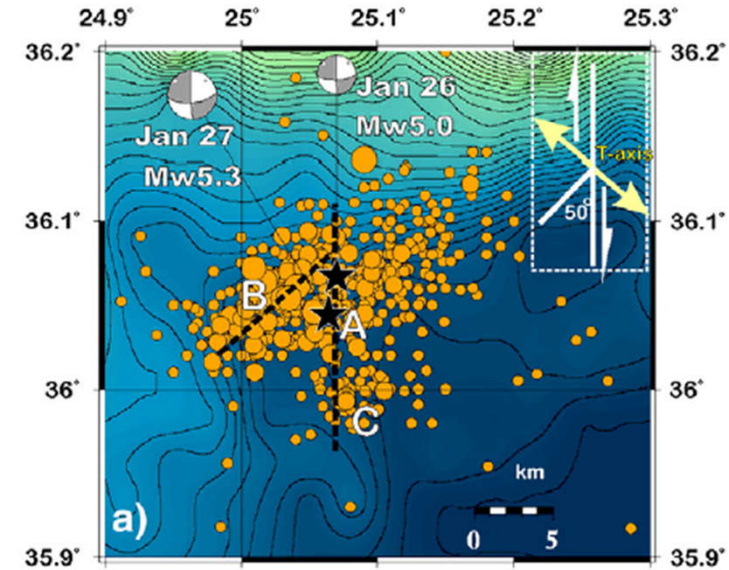 24.9° 25° 25.1° 25.2° 25.3°
36.2° 36.2°
Jan 26
Mw5.0
Jan 27
Mw5.3
T-axis
50°
36.1° 36.1°
B
A
36° 36°
C
km
a)
0 5
35.9° 35.9°